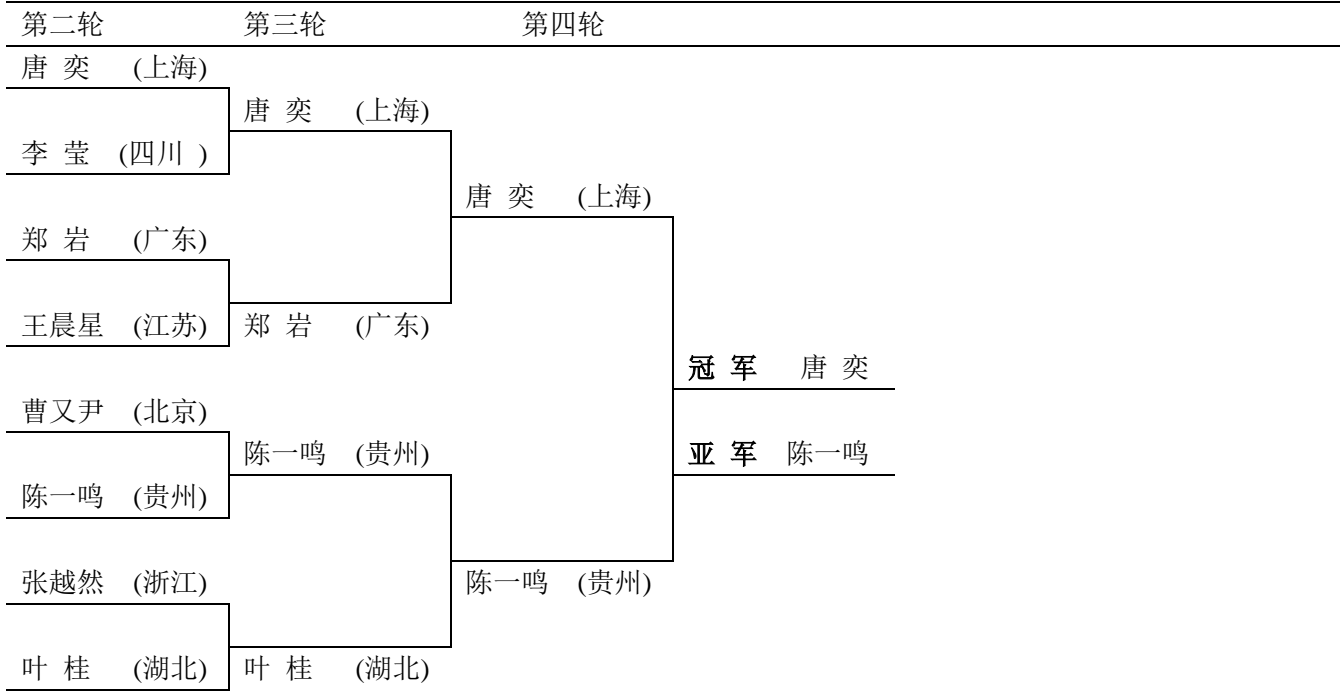 第二轮 第三轮 第四轮
唐 奕 (上海)
唐 奕 (上海)
李 莹 (四川 )
唐 奕 (上海)
郑 岩 (广东)
王晨星 (江苏) 郑 岩 (广东)
冠 军 唐 奕
曹又尹 (北京)
陈一鸣 (贵州) 亚 军 陈一鸣
陈一鸣 (贵州)
张越然 (浙江) 陈一鸣 (贵州)
叶 桂 (湖北) 叶 桂 (湖北)